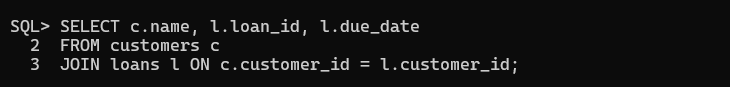 SQL> SELECT c.name, l.loan_id, l.due_date
  2  FROM customers c
  3  JOIN loans l ON c.customer_id = l.customer_id;